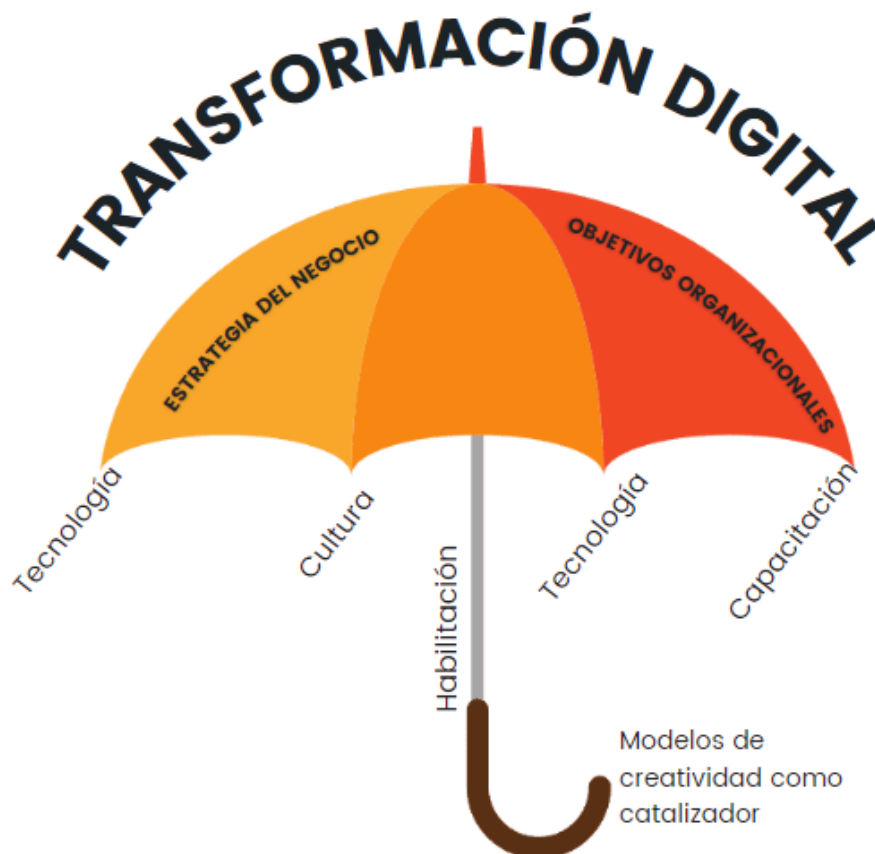 TRANSFORMACIÓN DIGITAL
ESTRATEGIA DEL NEGOCIO
OBJETIVOS ORGANIZACIONALES
Tecnología
Cultura
Habilitación
Tecnología
Capacitación
Modelos de
creatividad como
catalizador